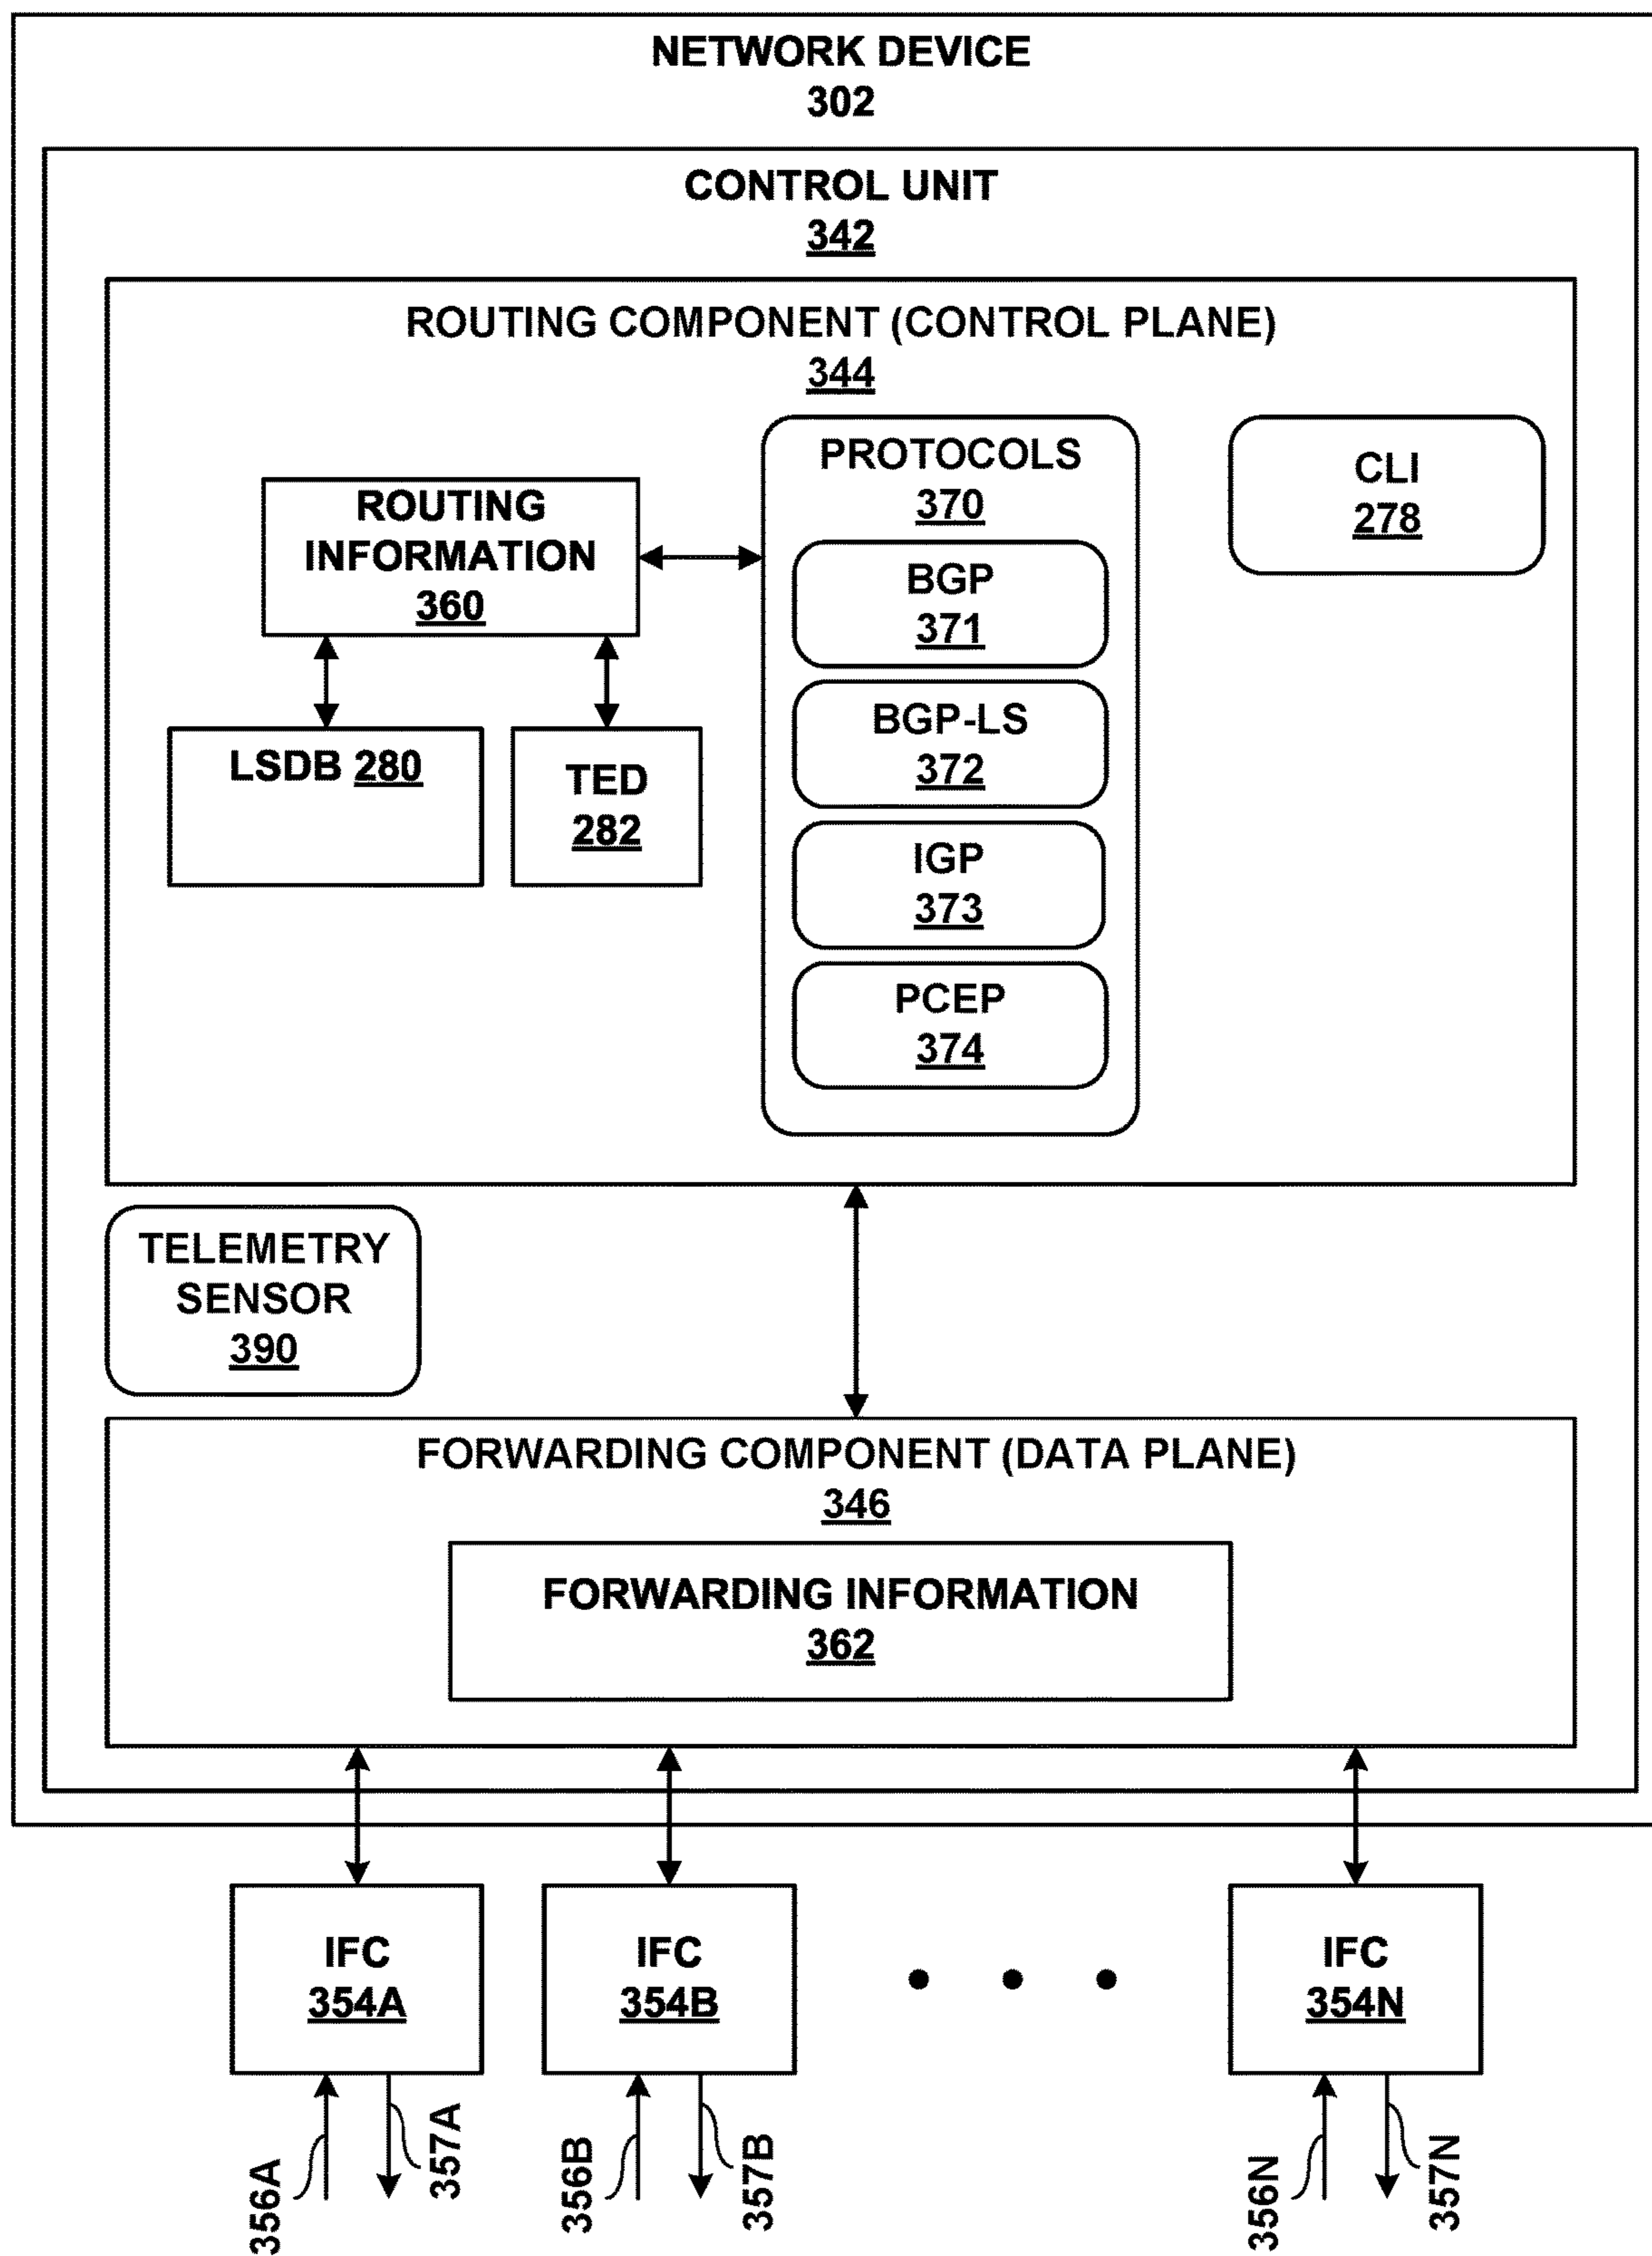 NETWORK DEVICE
302
CONTROL UNIT
342
ROUTING COMPONENT (CONTROL PLANE)
344
ROUTING
INFORMATION
360
LSDB 280
TED
282
PROTOCOLS
370
BGP
371
BGP-LS
372
IGP
373
PCEP
374
CLI
278
TELEMETRY
SENSOR
390
FORWARDING COMPONENT (DATA PLANE)
346
FORWARDING INFORMATION
362
IFC
354A
IFC
354B
IFC
354N
356A
357A
356B
357B
356N
357N